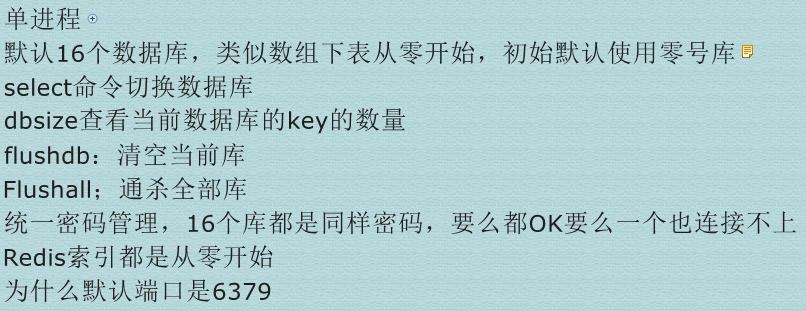 单进程
默认16个数据库，类似数组下表从零开始，初始默认使用零号库
select命令切换数据库
dbsize查看当前数据库的key的数量
flushdb：清空当前库
Flushall；通杀全部库
统一密码管理，16个库都是同样密码，要么都OK要么一个也连接不上
Redis索引都是从零开始
为什么默认端口是6379